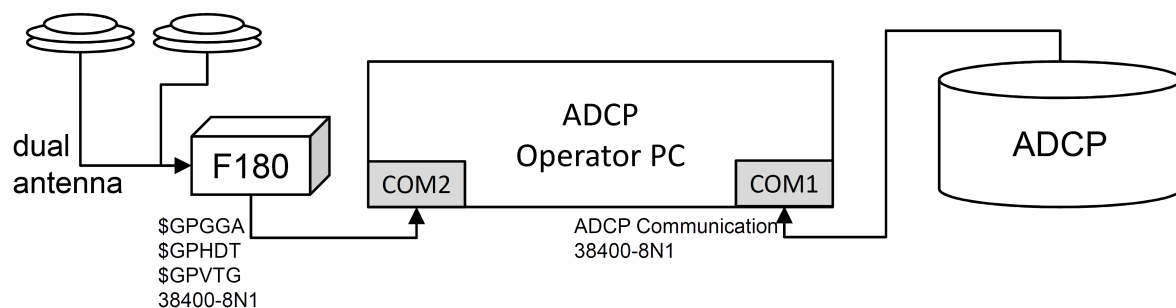 dual
antenna
F180
$GPGGA
$GPHDT
$GPVTG
38400-8N1
ADCP
Operator PC
COM2
COM1
ADCP Communication
38400-8N1
ADCP